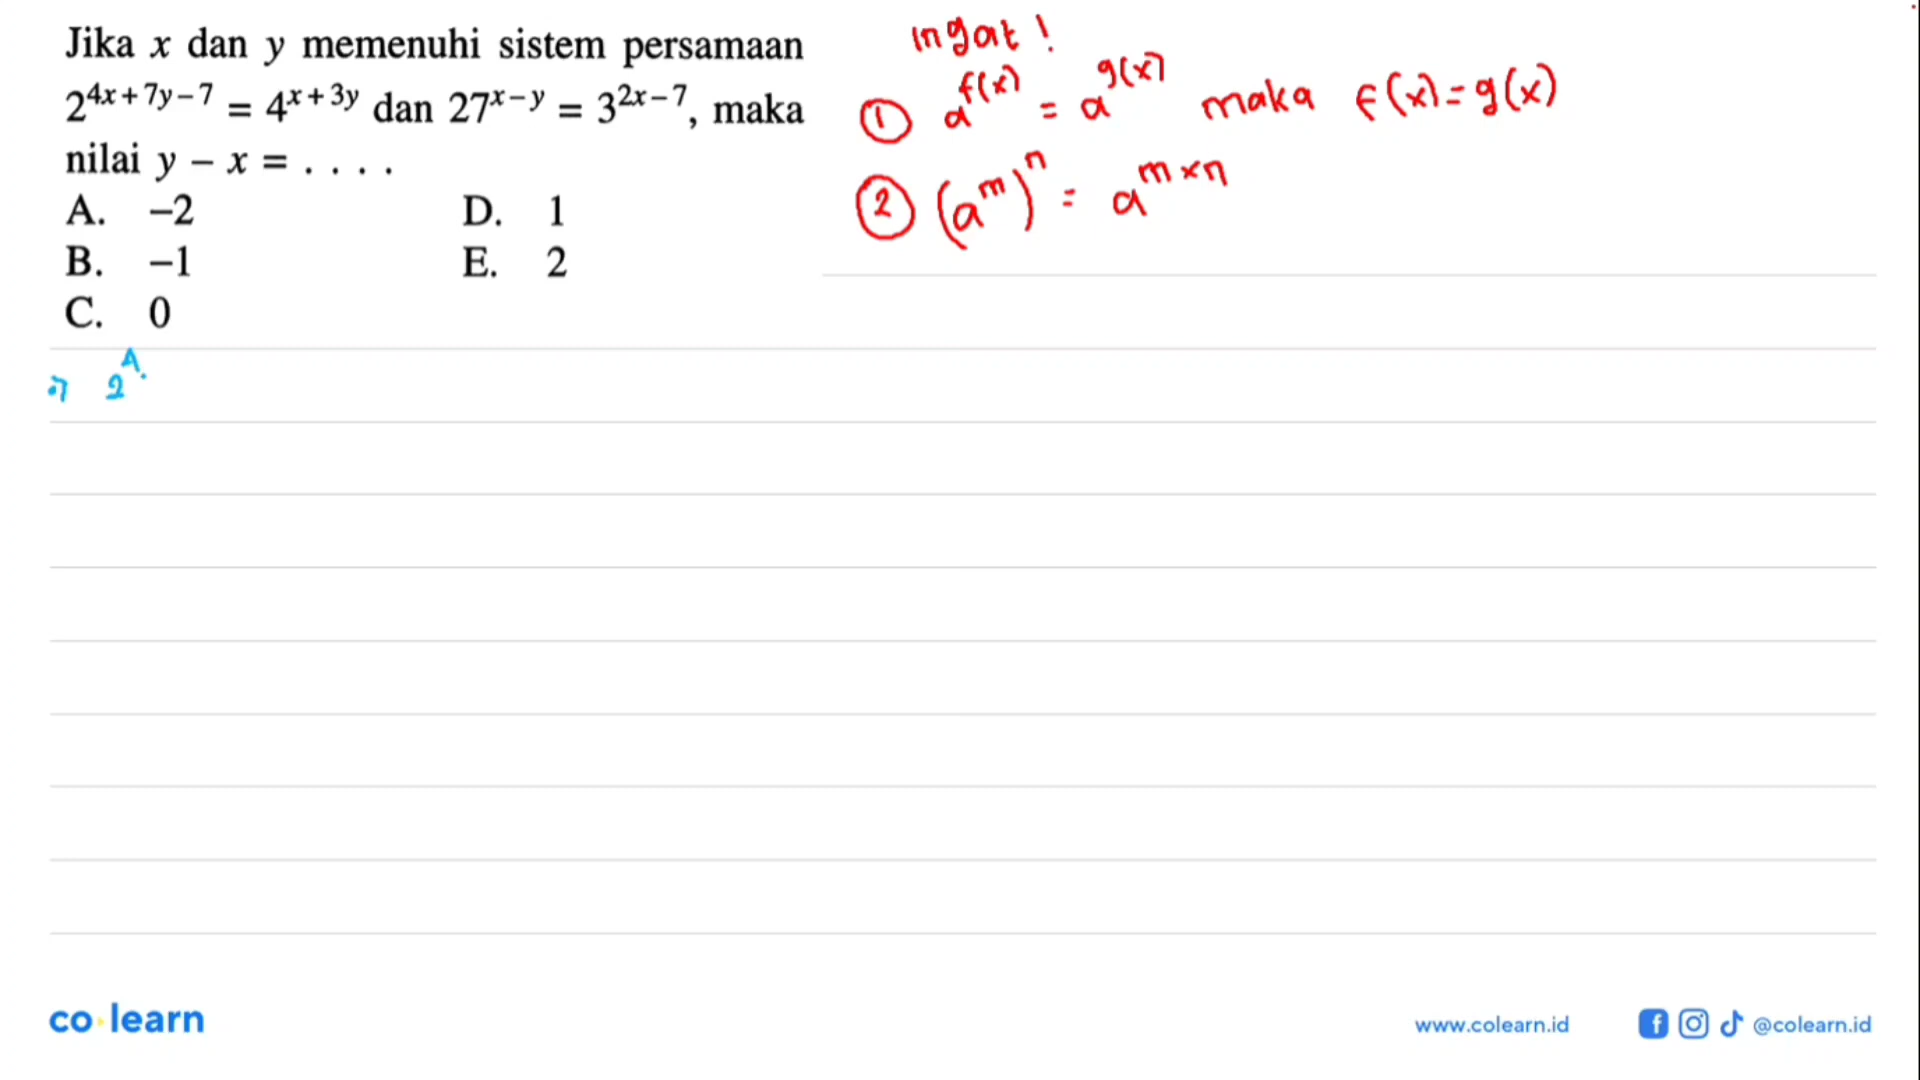 Jika x dan y memenuhi sistem persamaan
2^{4x+7y-7} = 4^{x+3y} dan 27^{x-y} = 3^{2x-7}, maka
nilai y - x = . . . .
A. -2
B. -1
C. 0
D. 1
E. 2
Ingat !
① a^{f(x)} = a^{g(x)} maka f(x) = g(x)
② (a^m)^n = a^{m×n}
co learn
www.colearn.id
@colearn.id